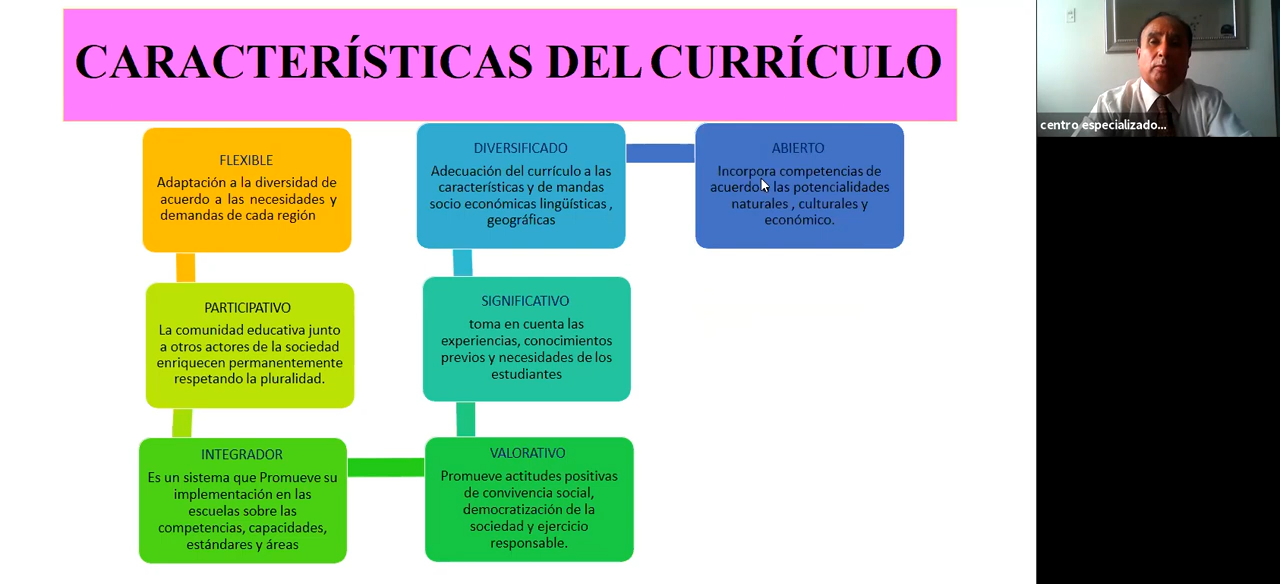 CARACTERÍSTICAS DEL CURRÍCULO
FLEXIBLE
Adaptación a la diversidad de
acuerdo a las necesidades y
demandas de cada región
PARTICIPATIVO
La comunidad educativa junto
a otros actores de la sociedad
enriquecen permanentemente
respetando la pluralidad.
INTEGRADOR
Es un sistema que Promueve su
implementación en las
escuelas sobre las
competencias, capacidades,
estándares y áreas
VALORATIVO
Promueve actitudes positivas
de convivencia social,
democratización de la
sociedad y ejercicio
responsable.
SIGNIFICATIVO
toma en cuenta las
experiencias, conocimientos
previos y necesidades de los
estudiantes
DIVERSIFICADO
Adecuación del currículo a las
características y de mandas
socio económicas lingüísticas ,
geográficas
ABIERTO
Incorpora competencias de
acuerdo a las potencialidades
naturales , culturales y
económico.
centro especializado...